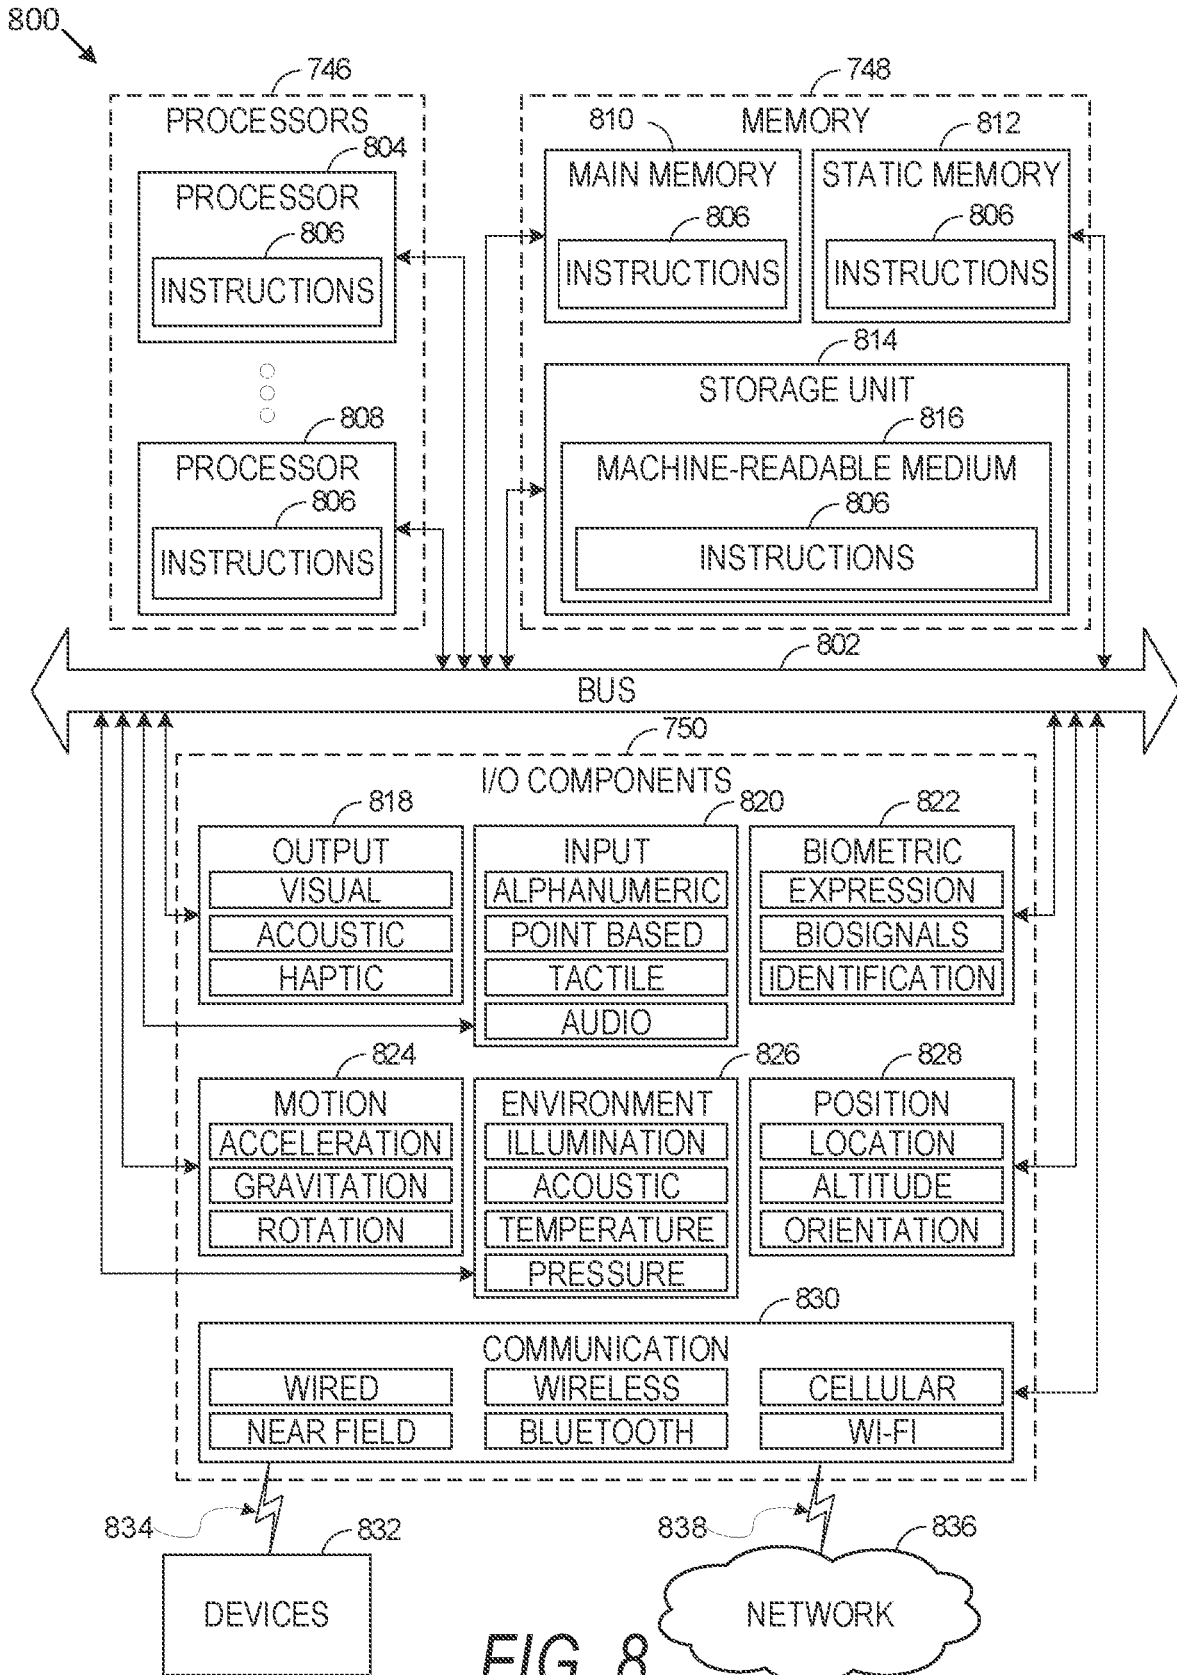 800
746
748
PROCESSORS
810
MEMORY
812
804
PROCESSOR
806
INSTRUCTIONS
MAIN MEMORY
806
INSTRUCTIONS
STATIC MEMORY
806
INSTRUCTIONS
808
PROCESSOR
806
INSTRUCTIONS
814
STORAGE UNIT
816
MACHINE-READABLE MEDIUM
806
INSTRUCTIONS
802
BUS
750
I/O COMPONENTS
818
OUTPUT
VISUAL
ACOUSTIC
HAPTIC
820
INPUT
ALPHANUMERIC
POINT BASED
TACTILE
AUDIO
822
BIOMETRIC
EXPRESSION
BIOSIGNALS
IDENTIFICATION
824
MOTION
ACCELERATION
GRAVITATION
ROTATION
826
ENVIRONMENT
ILLUMINATION
ACOUSTIC
TEMPERATURE
PRESSURE
828
POSITION
LOCATION
ALTITUDE
ORIENTATION
830
COMMUNICATION
WIRED
WIRELESS
CELLULAR
NEAR FIELD
BLUETOOTH
WI-FI
834
832
838
836
DEVICES
NETWORK
FIG. 8